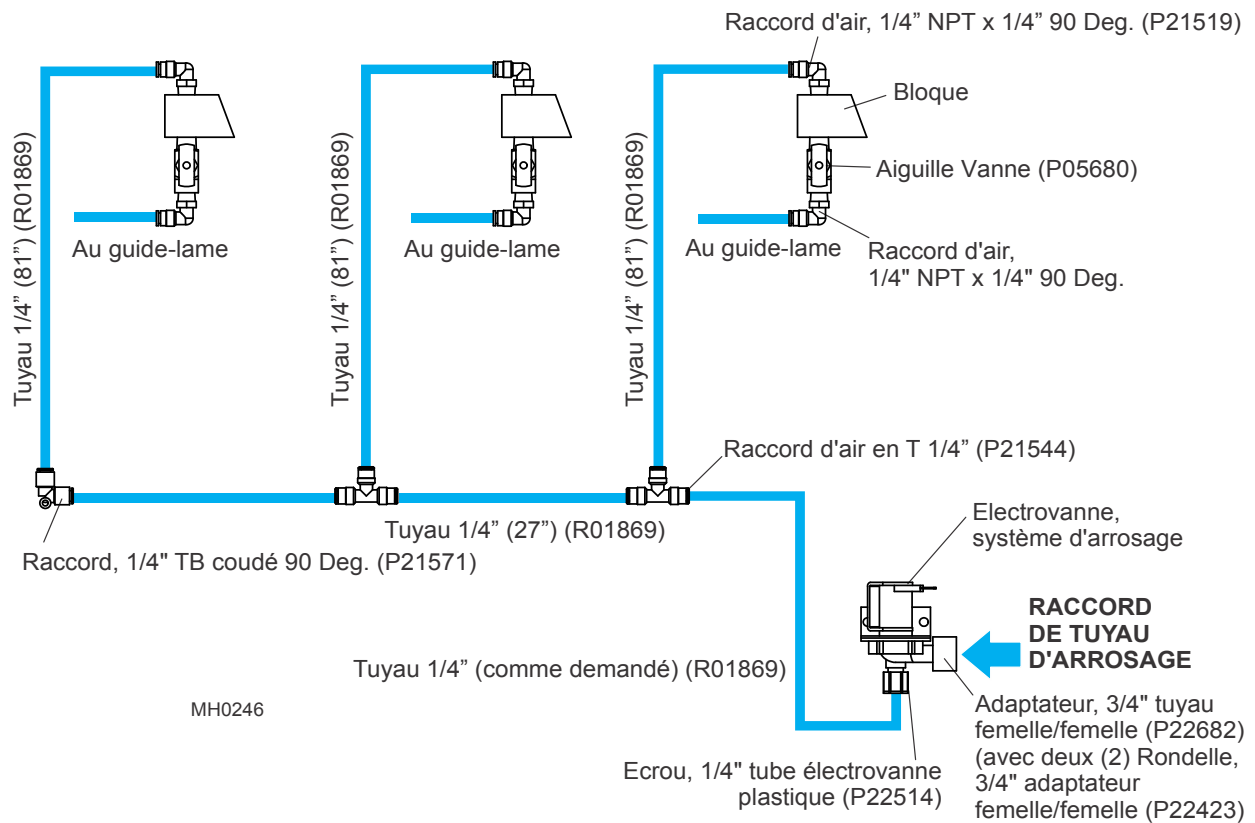 Raccord d'air, 1/4” NPT x 1/4” 90 Deg. (P21519)
Bloque
Aiguille Vanne (P05680)
Tuyau 1/4” (81”) (R01869)
Tuyau 1/4” (81”) (R01869)
Tuyau 1/4” (81”) (R01869)
Au guide-lame
Au guide-lame
Au guide-lame
Raccord d'air,
1/4" NPT x 1/4" 90 Deg.
Raccord d'air en T 1/4” (P21544)
Tuyau 1/4” (27”) (R01869)
Raccord, 1/4" TB coudé 90 Deg. (P21571)
Electrovanne,
système d'arrosage
RACCORD
DE TUYAU
D'ARROSAGE
Tuyau 1/4” (comme demandé) (R01869)
MH0246
Adaptateur, 3/4" tuyau
femelle/femelle (P22682)
(avec deux (2) Rondelle,
3/4" adaptateur
femelle/femelle (P22423)
Ecrou, 1/4" tube électrovanne
plastique (P22514)